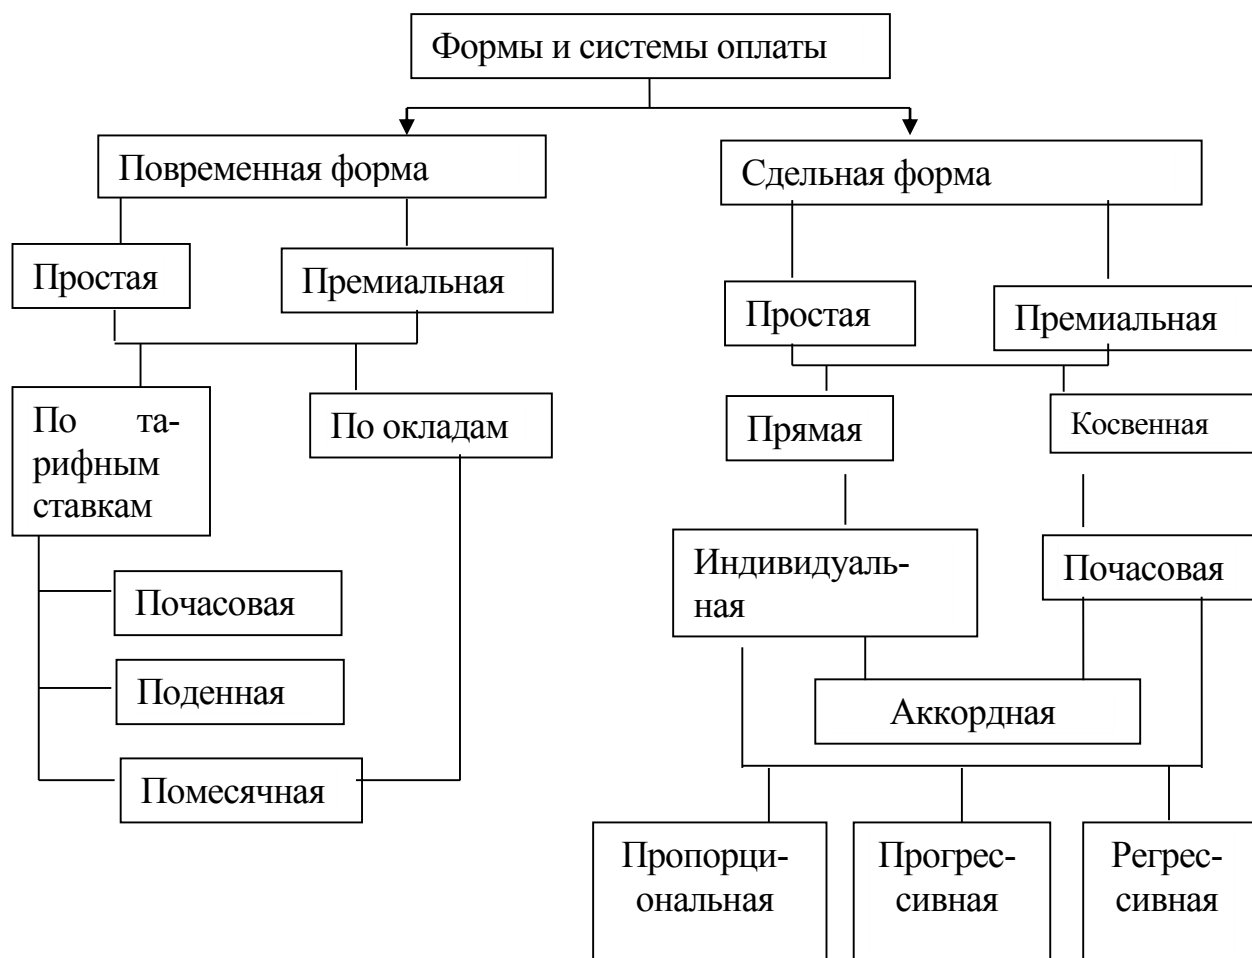 Формы и системы оплаты
Повременная форма
Сдельная форма
Простая
Премиальная
Простая
Премиальная
По та-
рифным
ставкам
По окладам
Прямая
Косвенная
Индивидуаль-
ная
Почасовая
Почасовая
Поденная
Аккордная
Помесячная
Пропорци-
ональная
Прогрес-
сивная
Регрес-
сивная